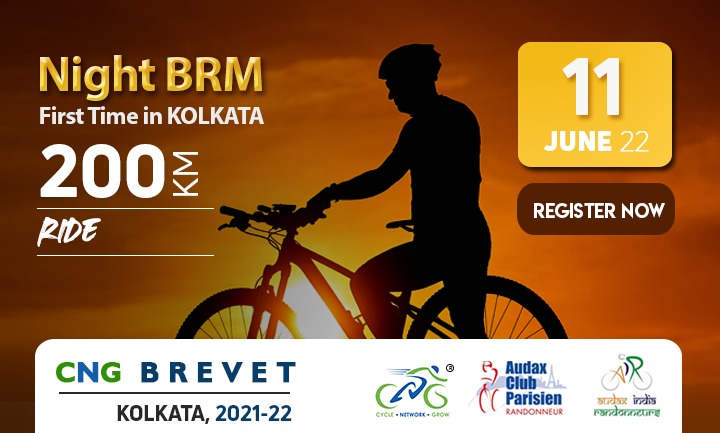 Night BRM
First Time in KOLKATA
200 KM
RIDE
11
JUNE 22
REGISTER NOW
CNG BREVET
KOLKATA, 2021-22
CYCLE • NETWORK • GROW
R
Audax
Club
Parisien
RANDONNEUR
audax india
randonneurs